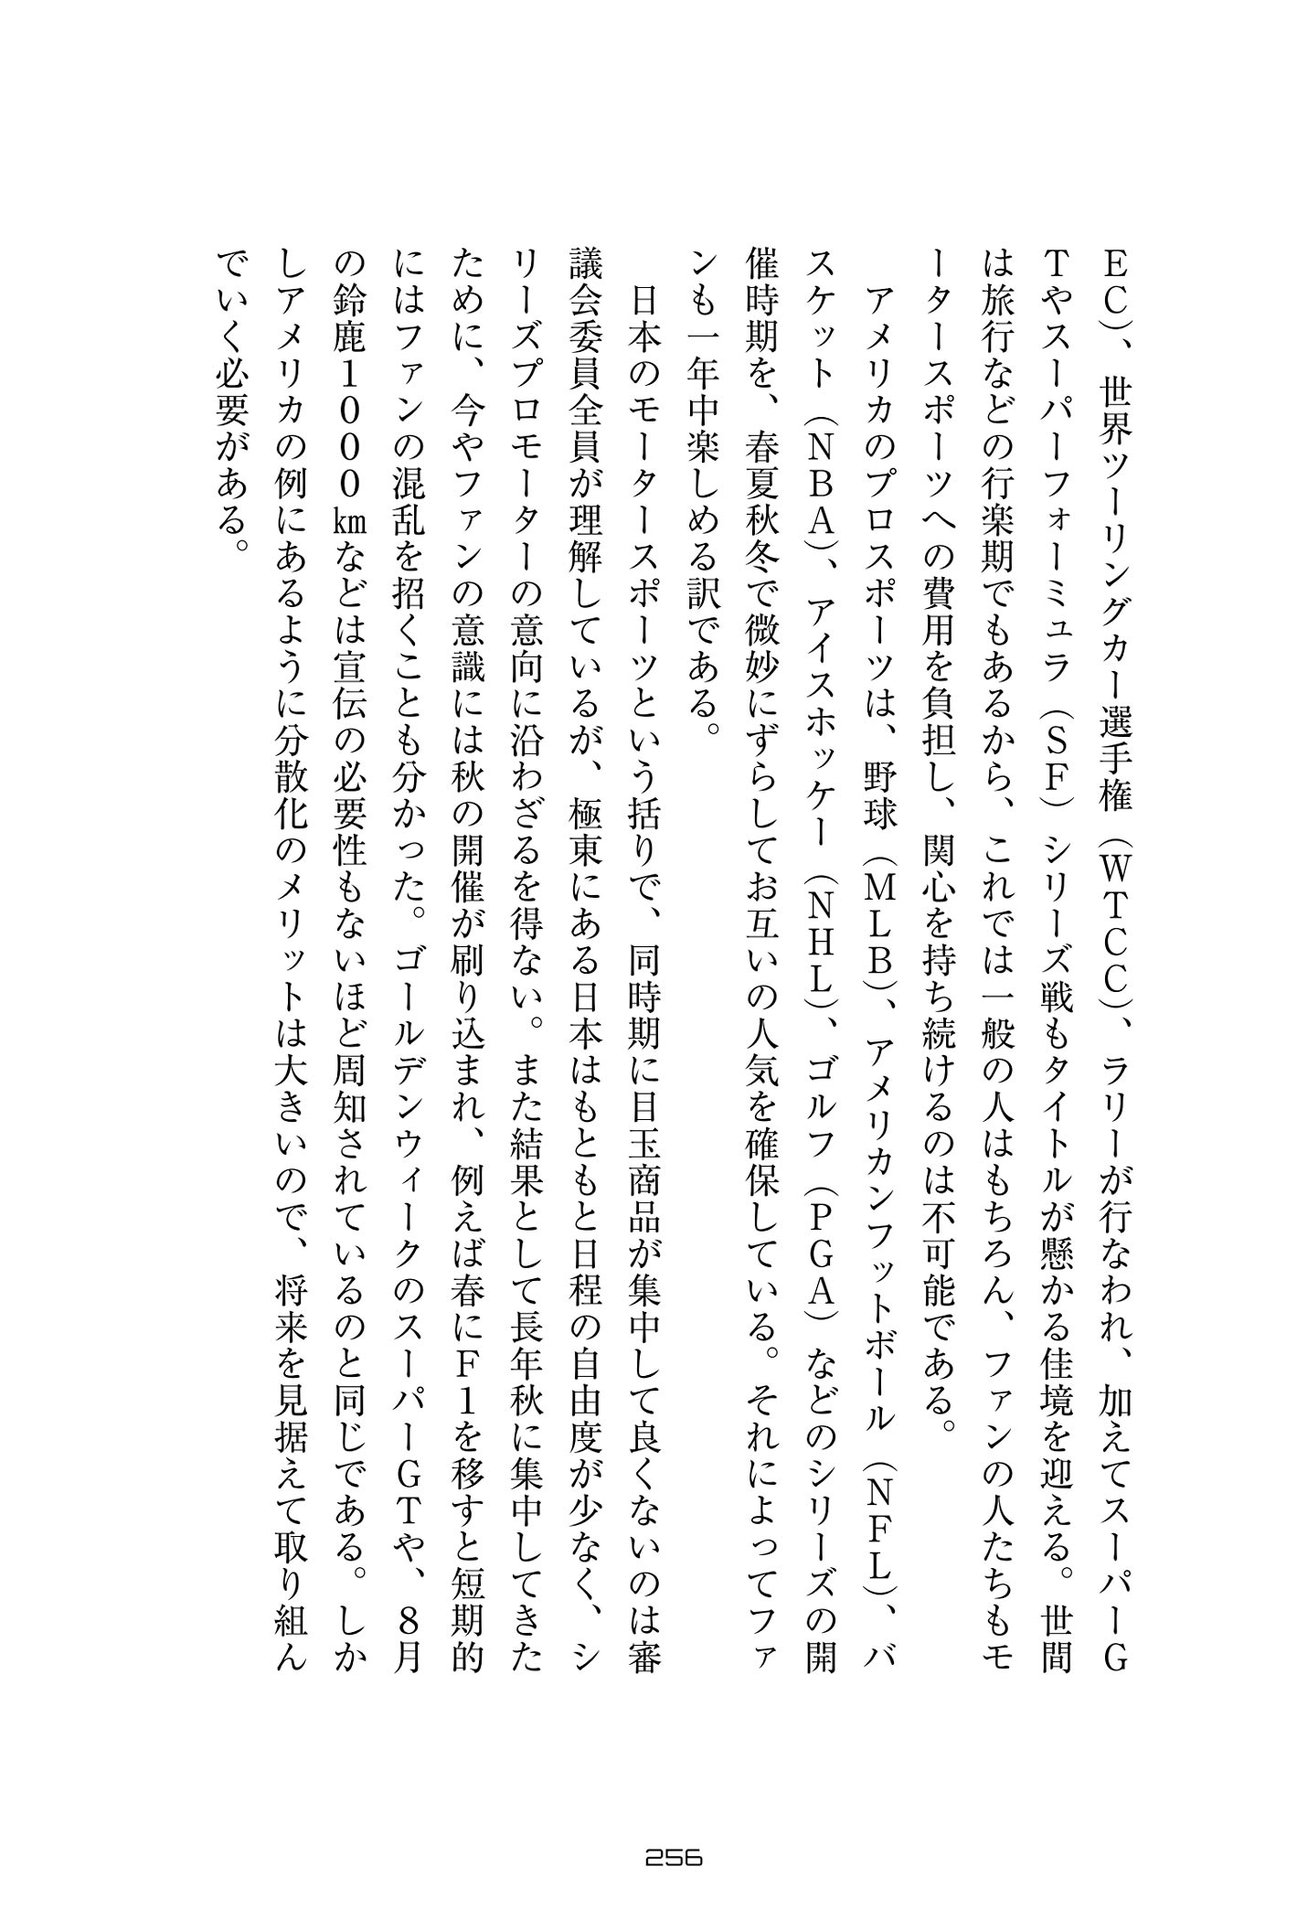 ＥＣ）、世界ツーリングカー選手権（ＷＴＣＣ）、ラリーが行なわれ、加えてスーパーＧ
Ｔやスーパーフォーミュラ（ＳＦ）シリーズ戦もタイトルが懸かる佳境を迎える。世間
は旅行などの行楽期でもあるから、これでは一般の人はもちろん、ファンの人たちもモ
ータースポーツへの費用を負担し、関心を持ち続けるのは不可能である。
　アメリカのプロスポーツは、野球（ＭＬＢ）、アメリカンフットボール（ＮＦＬ）、バ
スケット（ＮＢＡ）、アイスホッケー（ＮＨＬ）、ゴルフ（ＰＧＡ）などのシリーズの開
催時期を、春夏秋冬で微妙にずらしてお互いの人気を確保している。それによってファ
ンも一年中楽しめる訳である。
　日本のモータースポーツという括りで、同時期に目玉商品が集中して良くないのは審
議会委員全員が理解しているが、極東にある日本はもともと日程の自由度が少なく、シ
リーズプロモーターの意向に沿わざるを得ない。また結果として長年秋に集中してきた
ために、今やファンの意識には秋の開催が刷り込まれ、例えば春にＦ１を移すと短期的
にはファンの混乱を招くことも分かった。ゴールデンウィークのスーパーＧＴや、８月
の鈴鹿１０００㎞などは宣伝の必要性もないほど周知されているのと同じである。しか
しアメリカの例にあるように分散化のメリットは大きいので、将来を見据えて取り組ん
でいく必要がある。
256